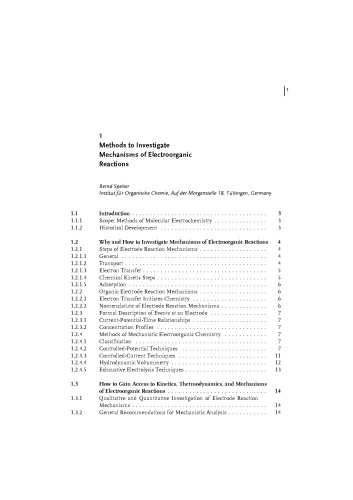 1
1
Methods to Investigate
Mechanisms of Electroorganic
Reactions
Bernd Speiser
Institut für Organische Chemie, Auf der Morgenstelle 18, Tübingen, Germany
1.1 Introduction . . . . . . . . . . . . . . . . . . . . . . . . . . . . . . . . . . . . . . 3
1.1.1 Scope: Methods of Molecular Electrochemistry . . . . . . . . . . . . . . . 3
1.1.2 Historical Development . . . . . . . . . . . . . . . . . . . . . . . . . . . . . . 3
1.2 Why and How to Investigate Mechanisms of Electroorganic Reactions 4
1.2.1 Steps of Electrode Reaction Mechanisms . . . . . . . . . . . . . . . . . . . 4
1.2.1.1 General . . . . . . . . . . . . . . . . . . . . . . . . . . . . . . . . . . . . . . . . . 4
1.2.1.2 Transport . . . . . . . . . . . . . . . . . . . . . . . . . . . . . . . . . . . . . . . . 4
1.2.1.3 Electron Transfer . . . . . . . . . . . . . . . . . . . . . . . . . . . . . . . . . . . 5
1.2.1.4 Chemical Kinetic Steps . . . . . . . . . . . . . . . . . . . . . . . . . . . . . . . 5
1.2.1.5 Adsorption . . . . . . . . . . . . . . . . . . . . . . . . . . . . . . . . . . . . . . . 6
1.2.2 Organic Electrode Reaction Mechanisms . . . . . . . . . . . . . . . . . . . 6
1.2.2.1 Electron Transfer Initiates Chemistry . . . . . . . . . . . . . . . . . . . . . 6
1.2.2.2 Nomenclature of Electrode Reaction Mechanisms . . . . . . . . . . . . . 6
1.2.3 Formal Description of Events at an Electrode . . . . . . . . . . . . . . . . 7
1.2.3.1 Current-Potential-Time Relationships . . . . . . . . . . . . . . . . . . . . . 7
1.2.3.2 Concentration Profiles . . . . . . . . . . . . . . . . . . . . . . . . . . . . . . . 7
1.2.4 Methods of Mechanistic Electroorganic Chemistry . . . . . . . . . . . . . 7
1.2.4.1 Classification . . . . . . . . . . . . . . . . . . . . . . . . . . . . . . . . . . . . . 7
1.2.4.2 Controlled-Potential Techniques . . . . . . . . . . . . . . . . . . . . . . . . 7
1.2.4.3 Controlled-Current Techniques . . . . . . . . . . . . . . . . . . . . . . . . . 11
1.2.4.4 Hydrodynamic Voltammetry . . . . . . . . . . . . . . . . . . . . . . . . . . . 12
1.2.4.5 Exhaustive Electrolysis Techniques . . . . . . . . . . . . . . . . . . . . . . . 13
1.3 How to Gain Access to Kinetics, Thermodynamics, and Mechanisms
of Electroorganic Reactions . . . . . . . . . . . . . . . . . . . . . . . . . . . . 14
1.3.1 Qualitative and Quantitative Investigation of Electrode Reaction
Mechanisms . . . . . . . . . . . . . . . . . . . . . . . . . . . . . . . . . . . . . . 14
1.3.2 General Recommendations for Mechanistic Analysis . . . . . . . . . . . 14